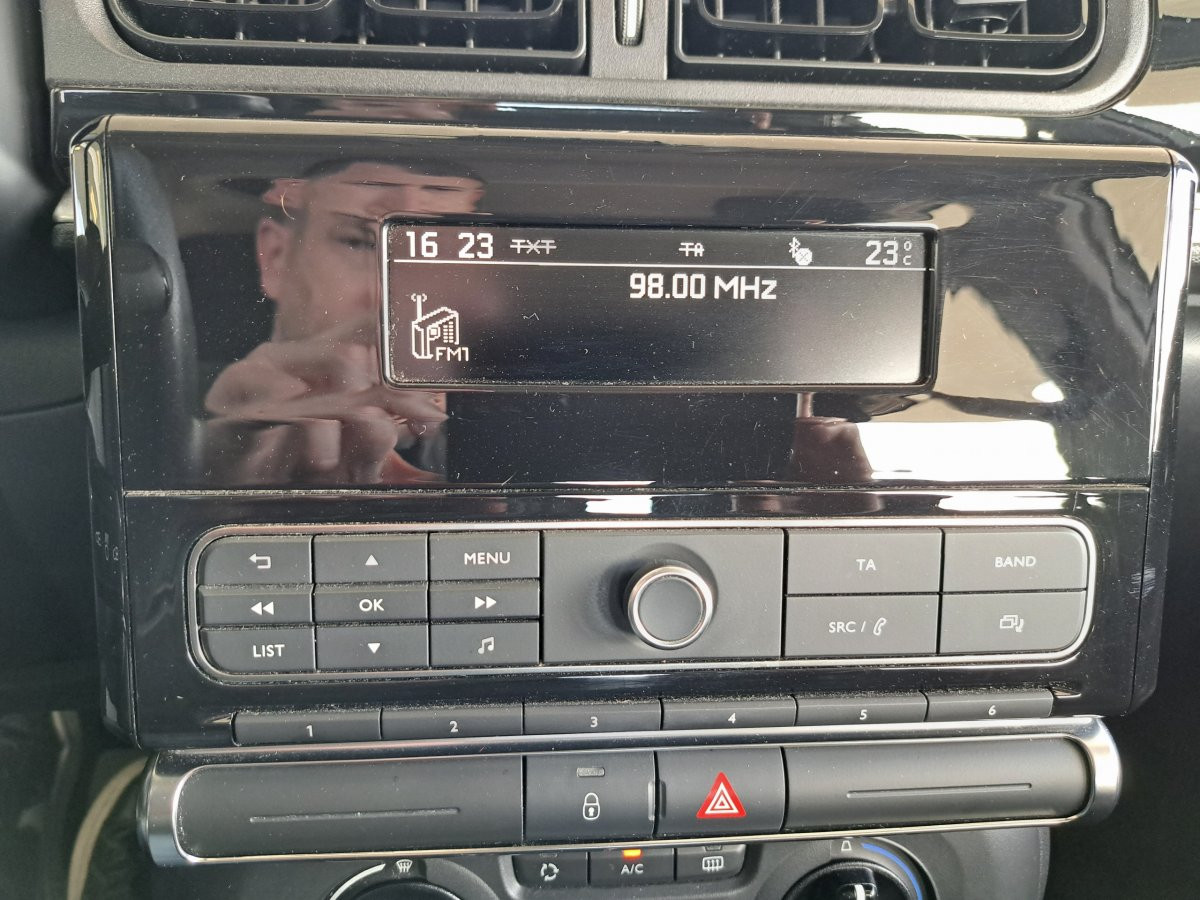 16 23 TXT TA 23°C
98.00 MHz
FM1
MENU
TA
BAND
OK
SRC /
LIST
1 2 3 4 5 6
A/C